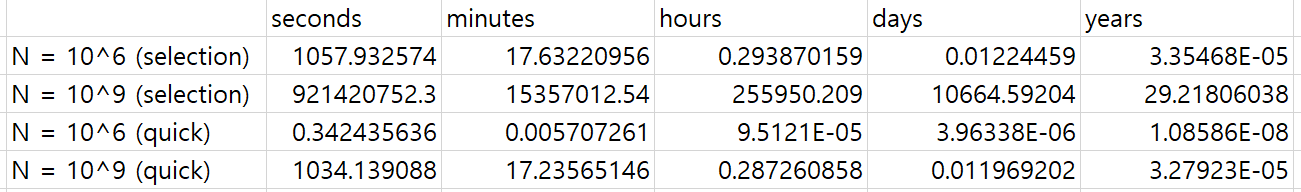 seconds minutes hours days years
N = 10^6 (selection) 1057.932574 17.63220956 0.293870159 0.01224459 3.35468E-05
N = 10^9 (selection) 921420752.3 15357012.54 255950.209 10664.59204 29.21806038
N = 10^6 (quick) 0.342435636 0.005707261 9.5121E-05 3.96338E-06 1.08586E-08
N = 10^9 (quick) 1034.139088 17.23565146 0.287260858 0.011969202 3.27923E-05